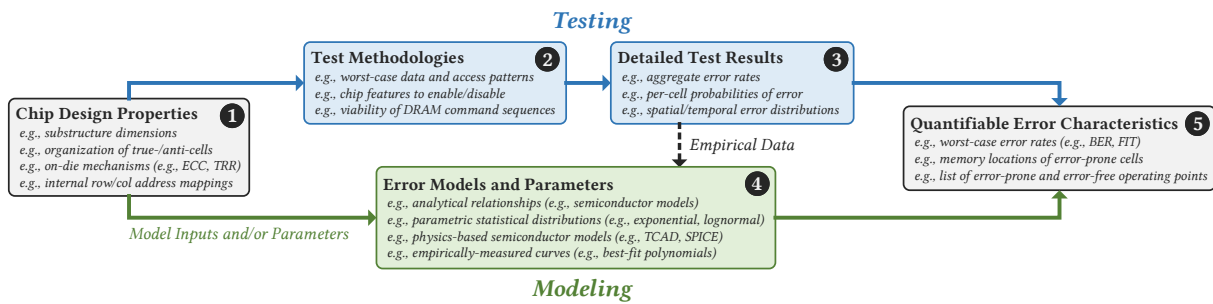 Testing
Chip Design Properties 1
e.g., substructure dimensions
e.g., organization of true-/anti-cells
e.g., on-die mechanisms (e.g., ECC, TRR)
e.g., internal row/col address mappings
Test Methodologies 2
e.g., worst-case data and access patterns
e.g., chip features to enable/disable
e.g., viability of DRAM command sequences
Detailed Test Results 3
e.g., aggregate error rates
e.g., per-cell probabilities of error
e.g., spatial/temporal error distributions
Empirical Data
Model Inputs and/or Parameters
Error Models and Parameters 4
e.g., analytical relationships (e.g., semiconductor models)
e.g., parametric statistical distributions (e.g., exponential, lognormal)
e.g., physics-based semiconductor models (e.g., TCAD, SPICE)
e.g., empirically-measured curves (e.g., best-fit polynomials)
Quantifiable Error Characteristics 5
e.g., worst-case error rates (e.g., BER, FIT)
e.g., memory locations of error-prone cells
e.g., list of error-prone and error-free operating points
Modeling